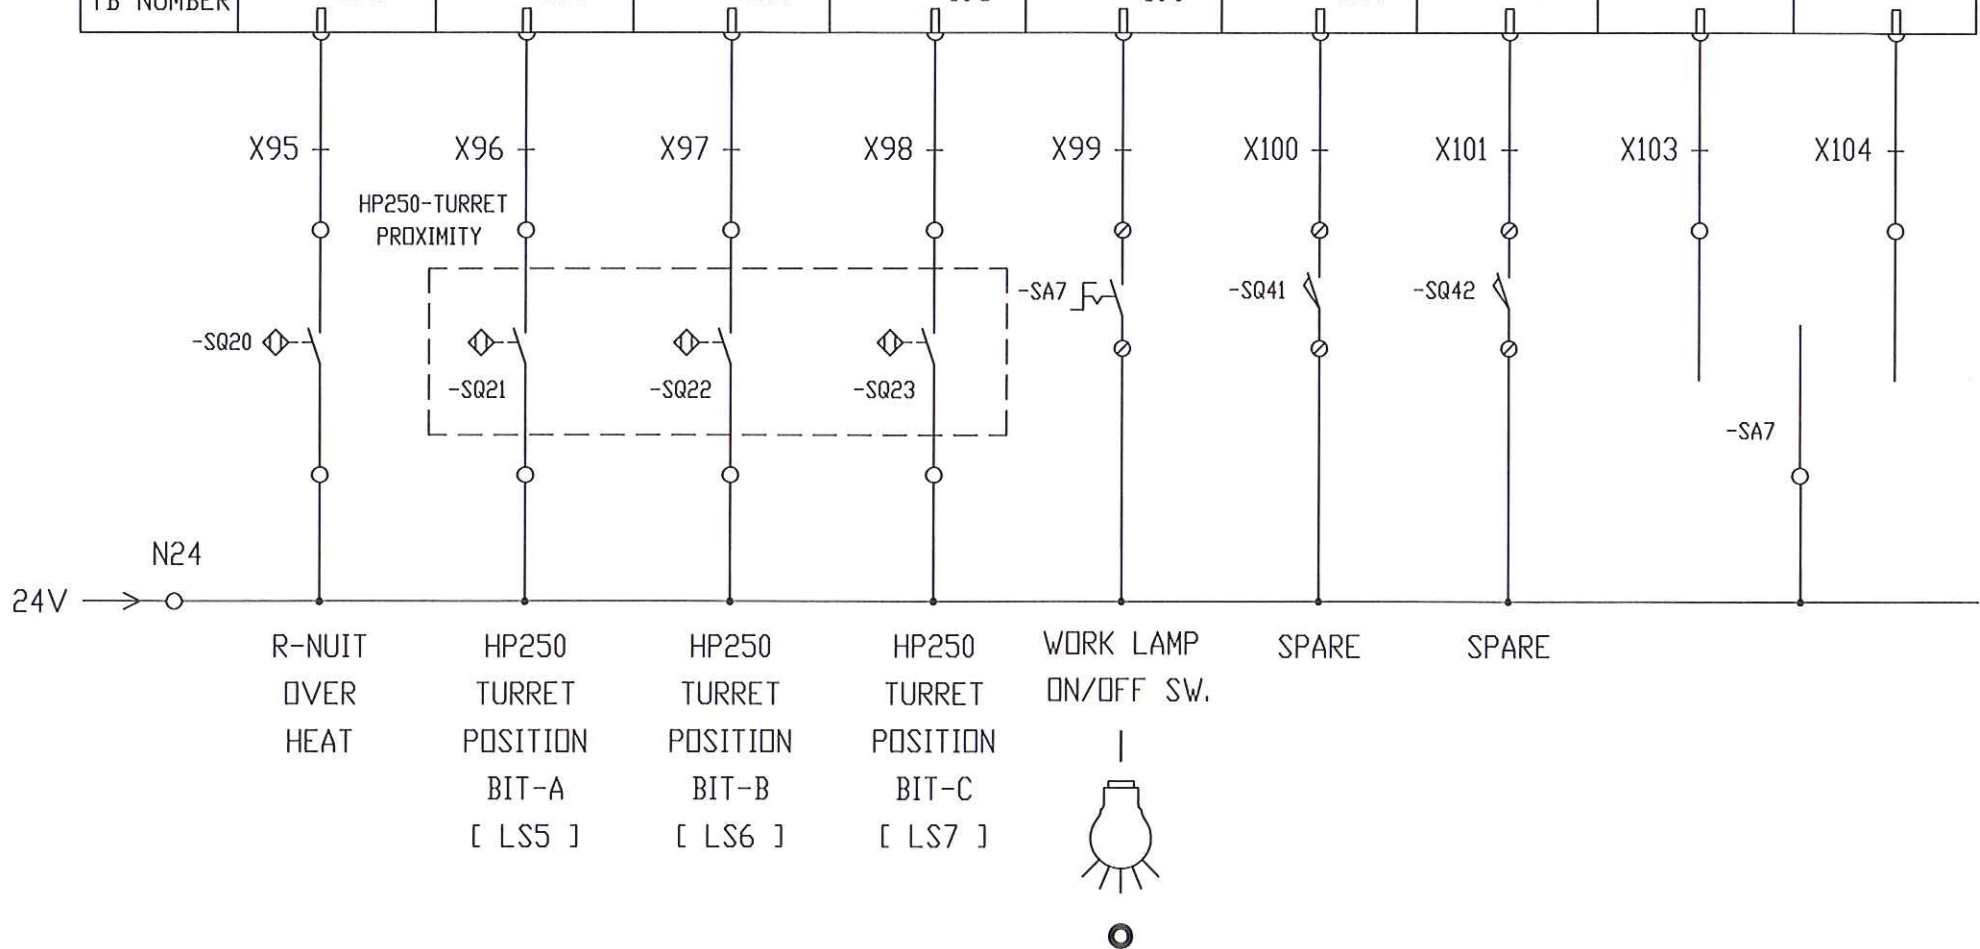 TB NUMBER
X95
X96
X97
X98
X99
X100
X101
X103
X104
HP250-TURRET
PROXIMITY
-SQ20
-SQ21
-SQ22
-SQ23
-SA7
-SQ41
-SQ42
-SA7
N24
24V
R-NUIT
OVER
HEAT
HP250
TURRET
POSITION
BIT-A
[ LS5 ]
HP250
TURRET
POSITION
BIT-B
[ LS6 ]
HP250
TURRET
POSITION
BIT-C
[ LS7 ]
WORK LAMP
ON/OFF SW.
SPARE
SPARE